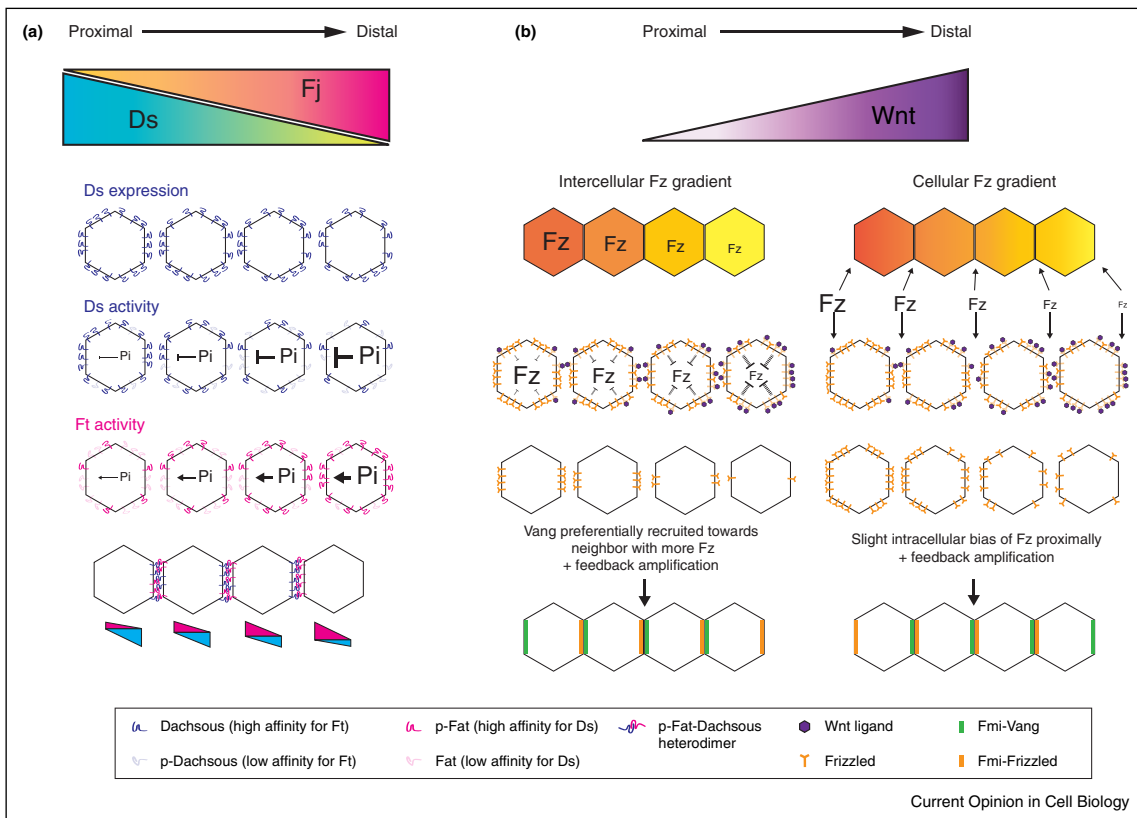 (a)
Proximal
Distal
Fj
Ds
Ds expression
Ds activity
Pi
Pi
Pi
Pi
Ft activity
Pi
Pi
Pi
Pi
(b)
Proximal
Distal
Wnt
Intercellular Fz gradient
Fz
Fz
Fz
Fz
Fz
Fz
Fz
Fz
Vang preferentially recruited towards
neighbor with more Fz
+ feedback amplification
Cellular Fz gradient
Fz
Fz
Fz
Fz
Fz
Slight intracellular bias of Fz proximally
+ feedback amplification
Dachsous (high affinity for Ft)
p-Dachsous (low affinity for Ft)
p-Fat (high affinity for Ds)
Fat (low affinity for Ds)
p-Fat-Dachsous
heterodimer
Wnt ligand
Frizzled
Fmi-Vang
Fmi-Frizzled
Current Opinion in Cell Biology